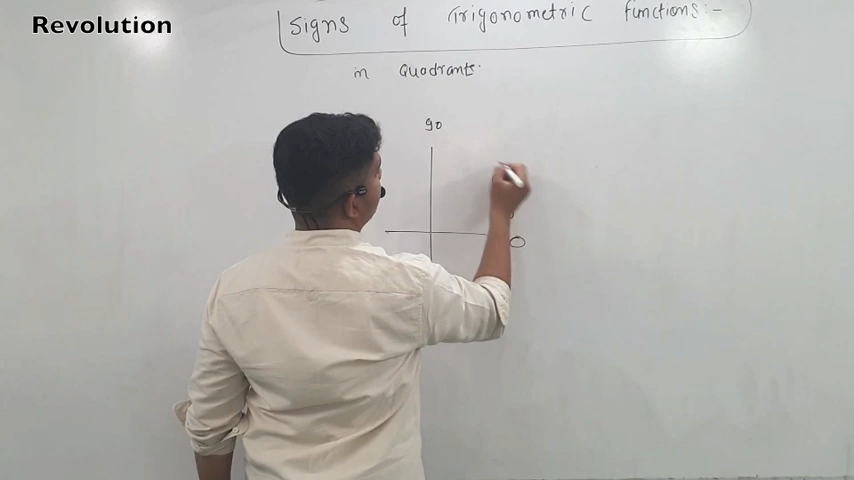 Revolution
Signs of Trigonometric functions:-
in Quadrants.
90
0